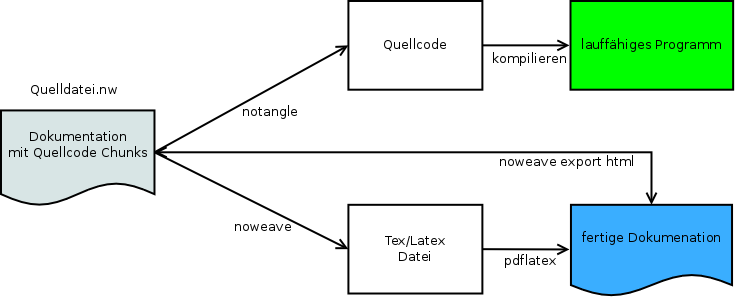 Quellcode
lauffähiges Programm
kompilieren
Quelldatei.nw
notangle
Dokumentation
mit Quellcode Chunks
noweave export html
noweave
Tex/Latex
Datei
pdflatex
fertige Dokumenation